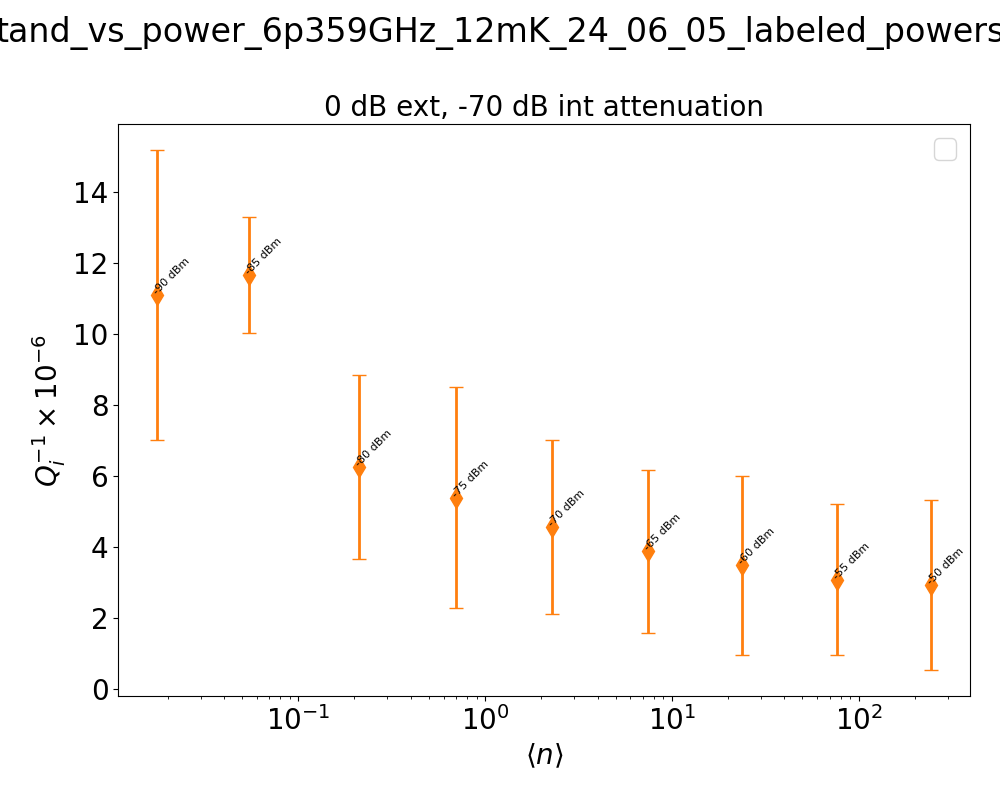 tand_vs_power_6p359GHz_12mK_24_06_05_labeled_powers
0 dB ext, -70 dB int attenuation
14
12
10
8
6
4
2
0
Q_i^{-1} × 10^{-6}
-90 dBm
-85 dBm
-80 dBm
-75 dBm
-70 dBm
-65 dBm
-60 dBm
-55 dBm
-50 dBm
10^{-1} 10^{0} 10^{1} 10^{2}
⟨n⟩